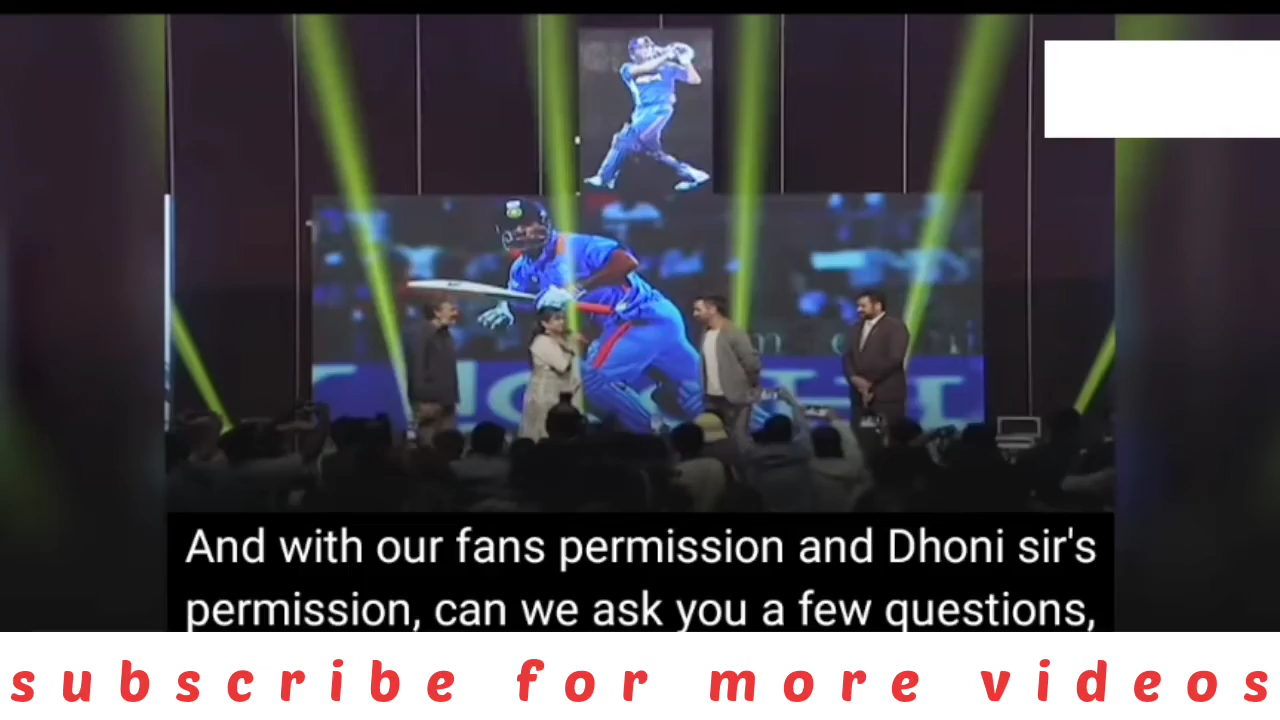 And with our fans permission and Dhoni sir's
permission, can we ask you a few questions,
subscribe for more videos